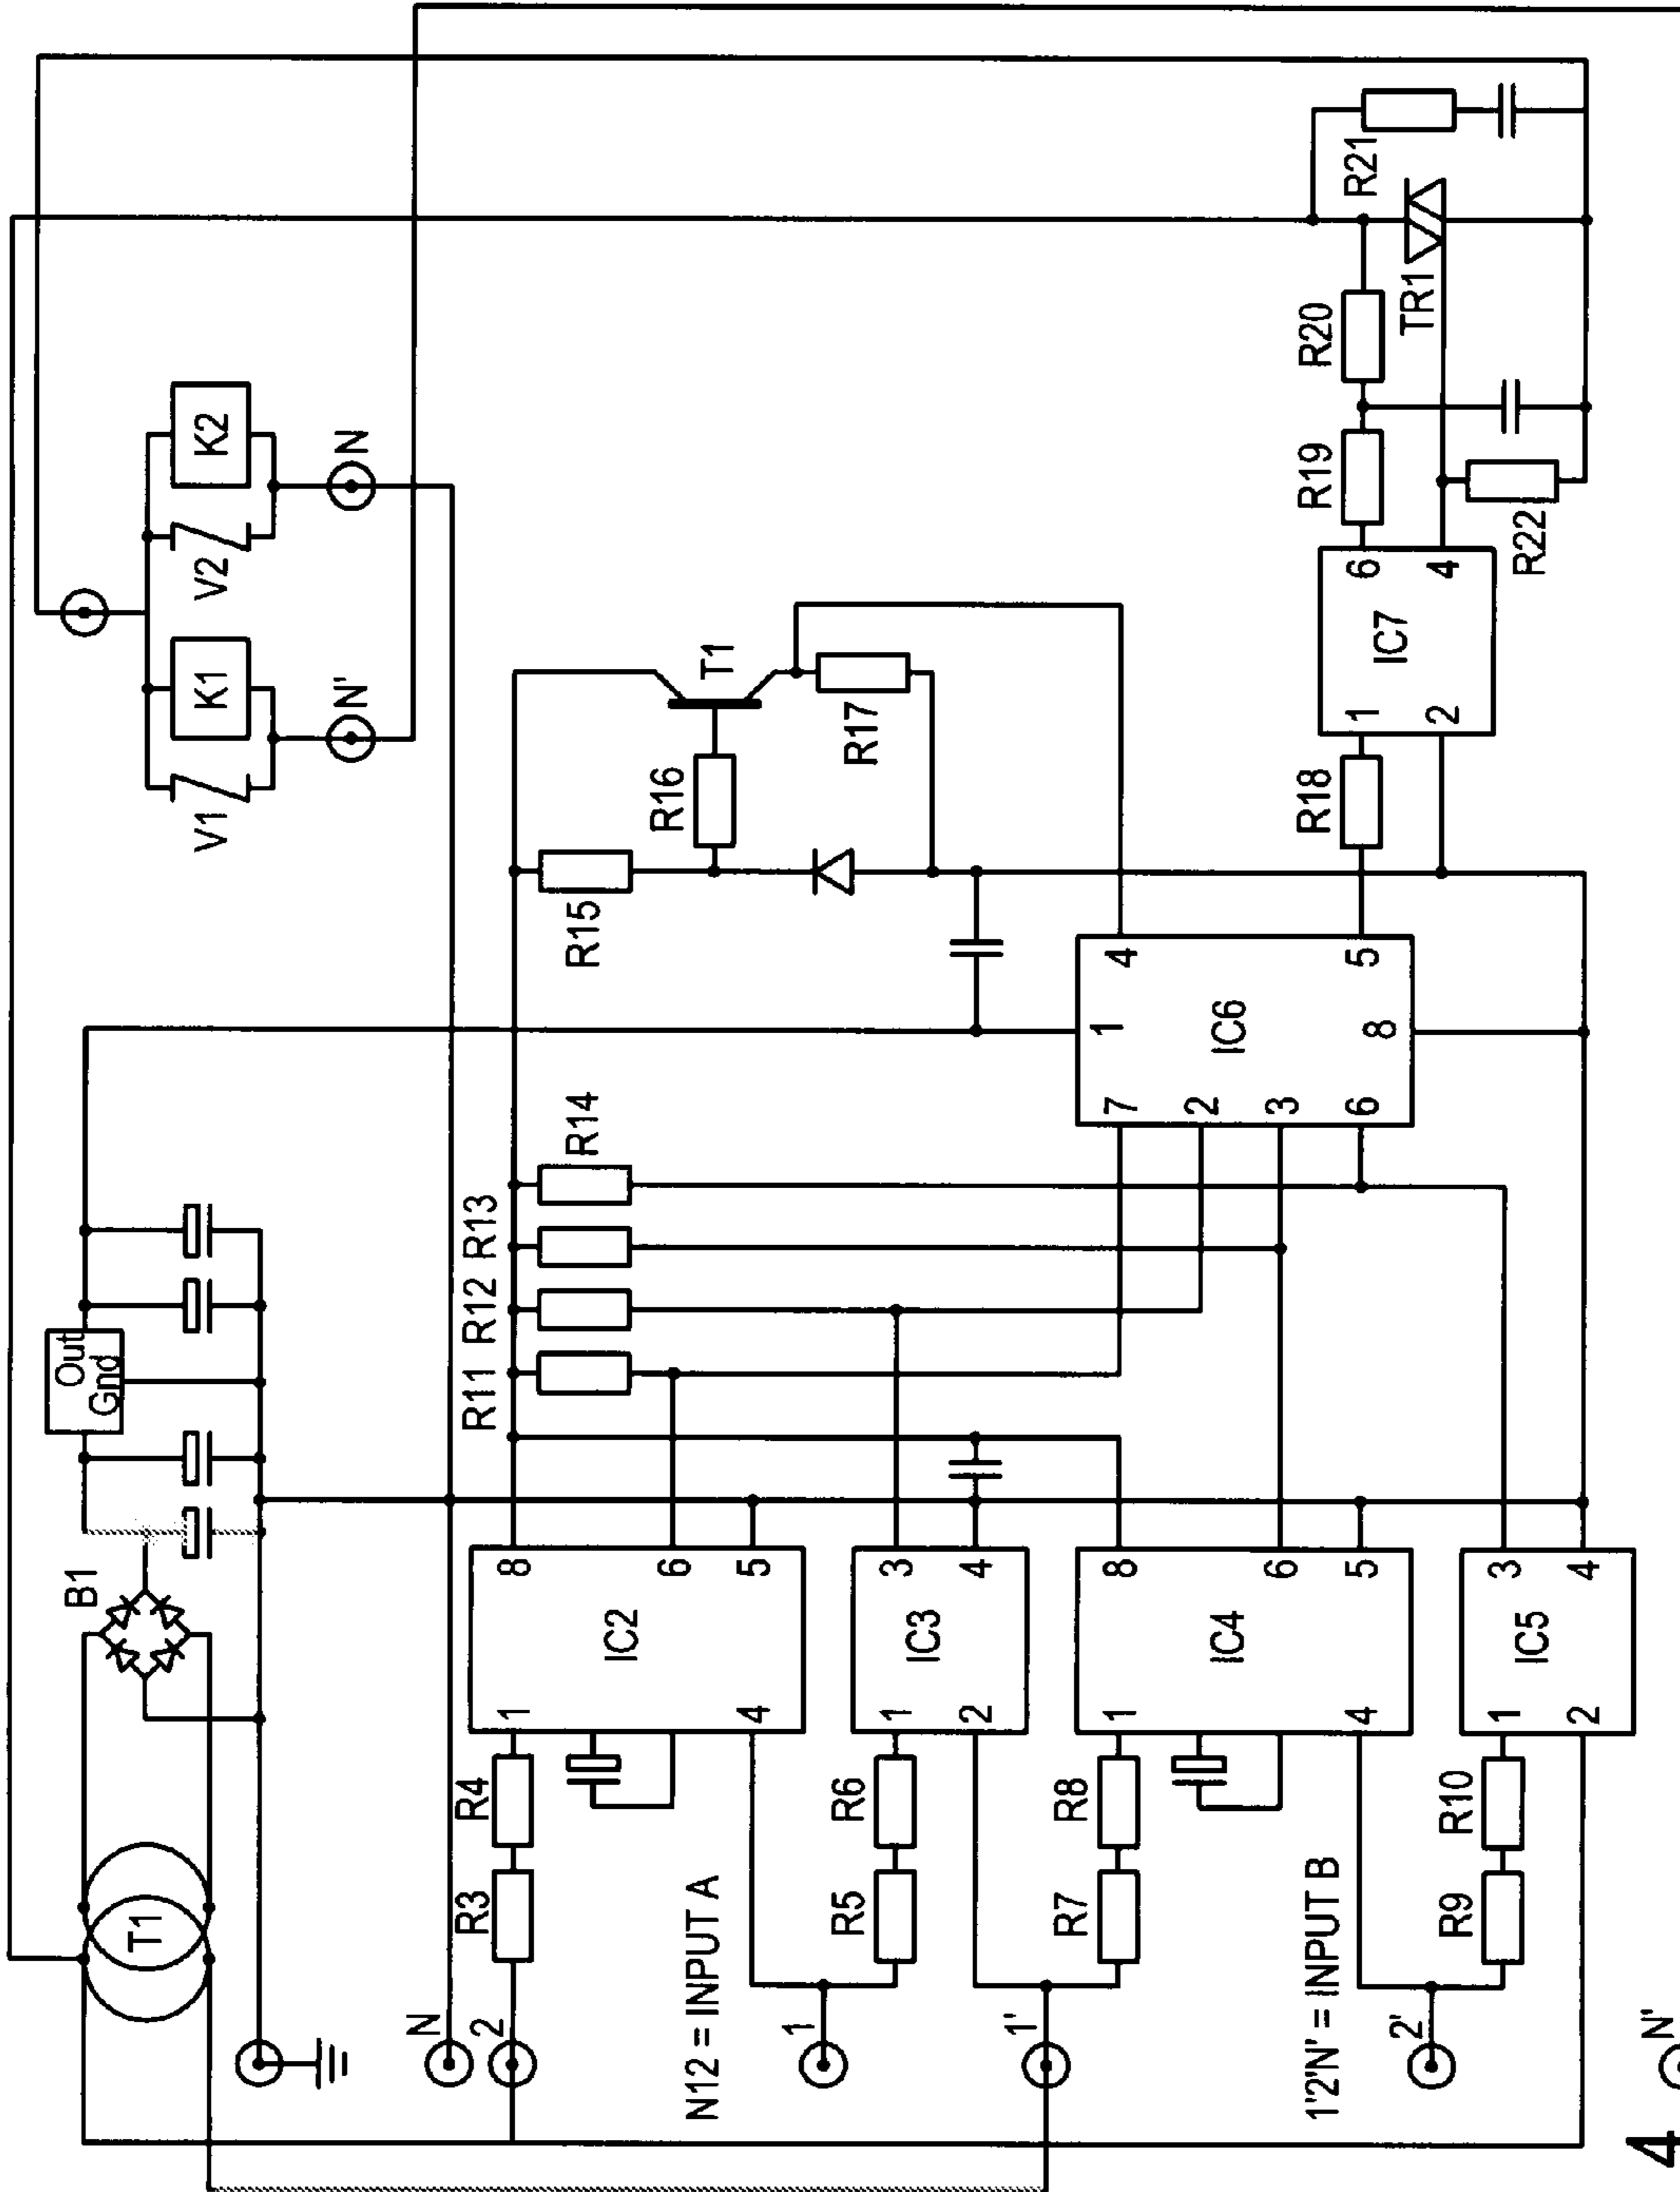 T1
B1
Out
Gnd
V1
K1
V2
K2
N'
N
N
2
R3
R4
N12 = INPUT A
1
R5
R6
1'
R7
R8
1'2'N' = INPUT B
2'
R9
R10
N'
4
1
4
8
6
5
IC2
1
2
3
4
IC3
1
4
8
6
5
IC4
1
2
3
4
IC5
R11
R12
R13
R14
R15
R16
T1
R17
7
2
3
6
1
8
4
5
IC6
R18
1
2
6
4
IC7
R19
R20
R22
TR1
R21